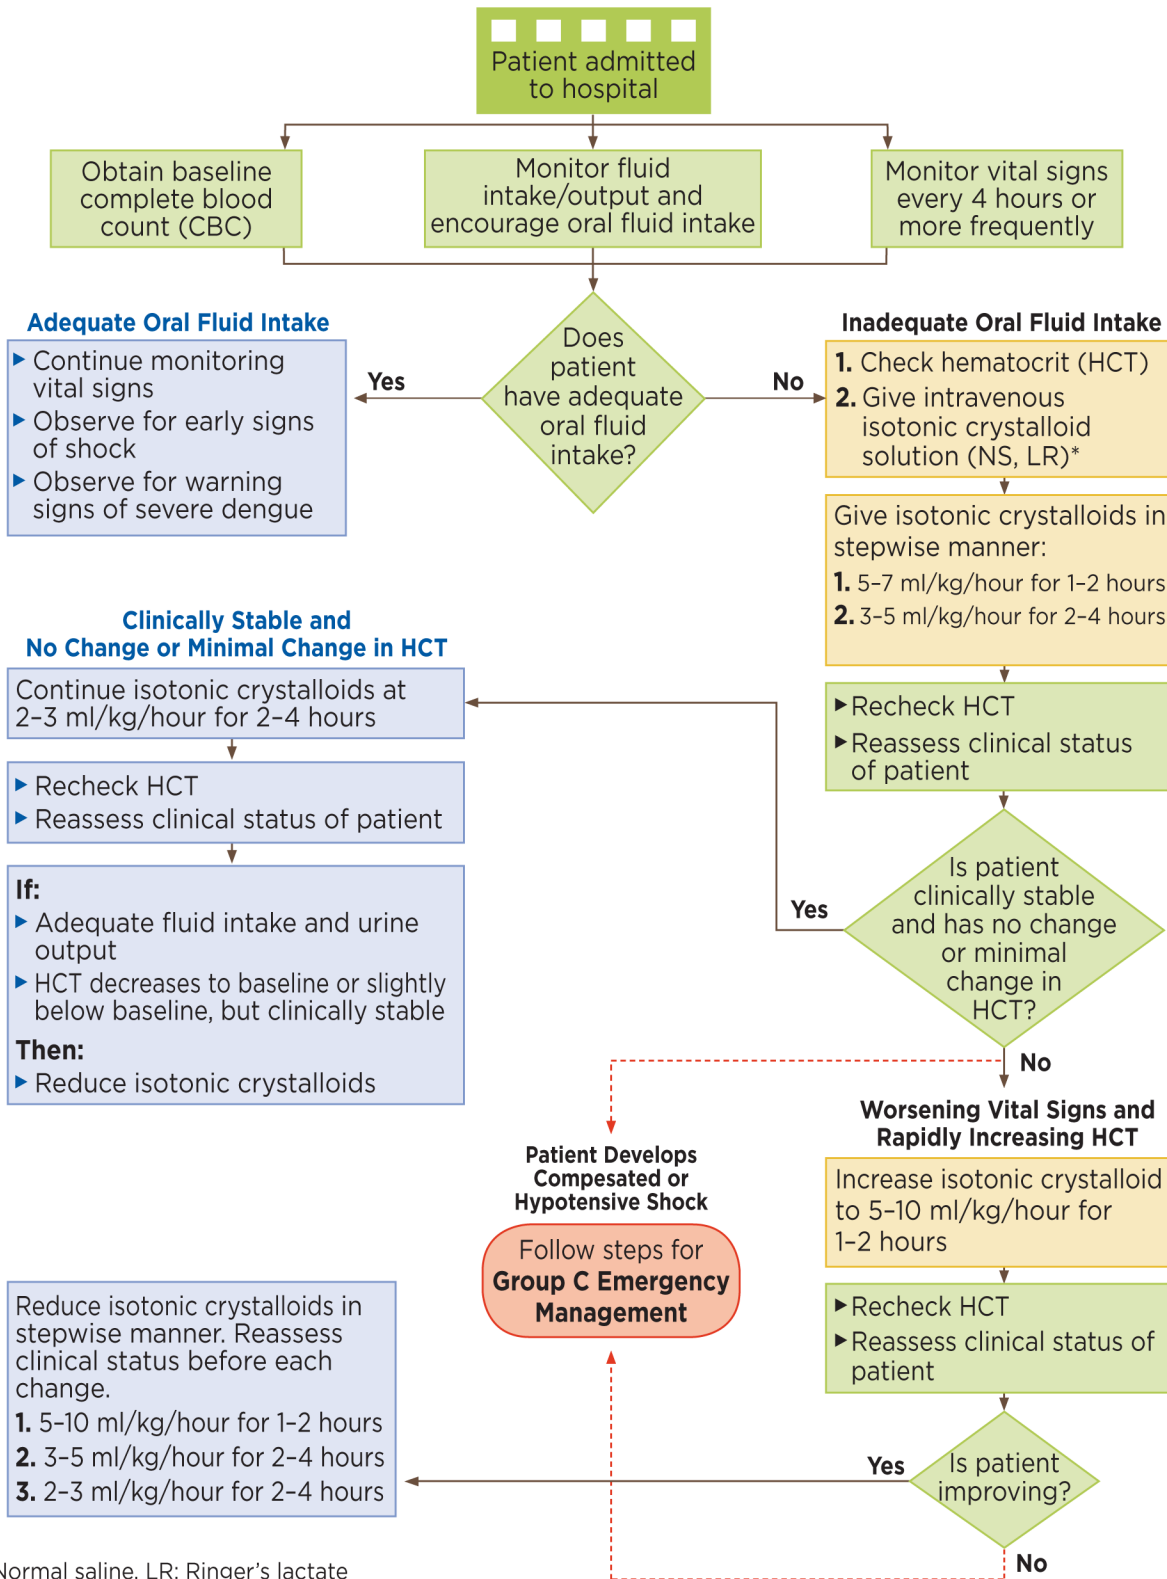 Patient admitted
to hospital
Obtain baseline
complete blood
count (CBC)
Monitor fluid
intake/output and
encourage oral fluid intake
Monitor vital signs
every 4 hours or
more frequently
Does
patient
have adequate
oral fluid
intake?
Yes
No
Adequate Oral Fluid Intake
▶ Continue monitoring
vital signs
▶ Observe for early signs
of shock
▶ Observe for warning
signs of severe dengue
Inadequate Oral Fluid Intake
1. Check hematocrit (HCT)
2. Give intravenous
isotonic crystalloid
solution (NS, LR)*
Give isotonic crystalloids in
stepwise manner:
1. 5–7 ml/kg/hour for 1–2 hours
2. 3–5 ml/kg/hour for 2–4 hours
▶ Recheck HCT
▶ Reassess clinical status
of patient
Is patient
clinically stable
and has no change
or minimal
change in
HCT?
Yes
No
Clinically Stable and
No Change or Minimal Change in HCT
Continue isotonic crystalloids at
2–3 ml/kg/hour for 2–4 hours
▶ Recheck HCT
▶ Reassess clinical status of patient
If:
▶ Adequate fluid intake and urine
output
▶ HCT decreases to baseline or slightly
below baseline, but clinically stable
Then:
▶ Reduce isotonic crystalloids
Patient Develops
Compesated or
Hypotensive Shock
Follow steps for
Group C Emergency
Management
Worsening Vital Signs and
Rapidly Increasing HCT
Increase isotonic crystalloid
to 5–10 ml/kg/hour for
1–2 hours
▶ Recheck HCT
▶ Reassess clinical status of
patient
Is patient
improving?
Yes
No
Reduce isotonic crystalloids in
stepwise manner. Reassess
clinical status before each
change.
1. 5–10 ml/kg/hour for 1–2 hours
2. 3–5 ml/kg/hour for 2–4 hours
3. 2–3 ml/kg/hour for 2–4 hours
Normal saline, LR: Ringer's lactate